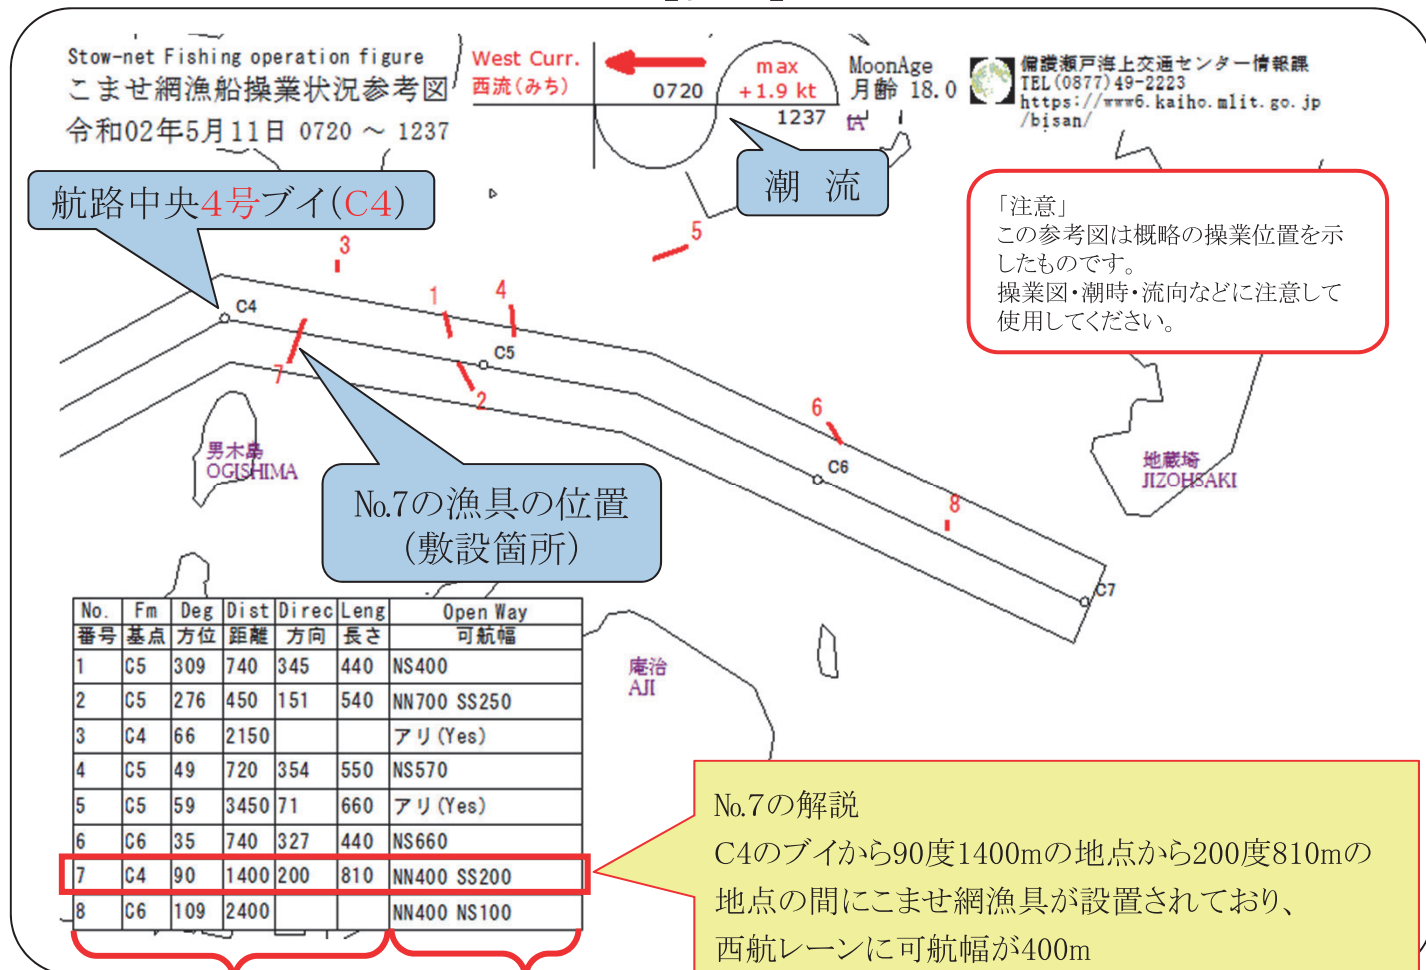 Stow-net Fishing operation figure
こませ網漁船操業状況参考図
令和02年5月11日 0720 ～ 1237
West Curr.
西流(みち)
0720
max
+1.9 kt
1237
MoonAge
月齢 18.0
備讃瀬戸海上交通センター情報課
TEL(0877)49-2223
https://www6.kaiho.mlit.go.jp
/bisan/
潮 流
航路中央4号ブイ(C4)
「注意」
この参考図は概略の操業位置を示
したものです。
操業図・潮時・流向などに注意して
使用してください。
3
5
1
4
C4
C5
7
2
6
C6
8
C7
男木島
OGISHIMA
地蔵埼
JIZOHSAKI
№7の漁具の位置
(敷設箇所)
庵治
AJI
No. Fm Deg Dist Direc Leng Open Way
番号 基点 方位 距離 方向 長さ 可航幅
1 C5 309 740 345 440 NS400
2 C5 276 450 151 540 NN700 SS250
3 C4 66 2150 アリ(Yes)
4 C5 49 720 354 550 NS570
5 C5 59 3450 71 660 アリ(Yes)
6 C6 35 740 327 440 NS660
7 C4 90 1400 200 810 NN400 SS200
8 C6 109 2400 NN400 NS100
№7の解説
C4のブイから90度1400mの地点から200度810mの
地点の間にこませ網漁具が設置されており、
西航レーンに可航幅が400m